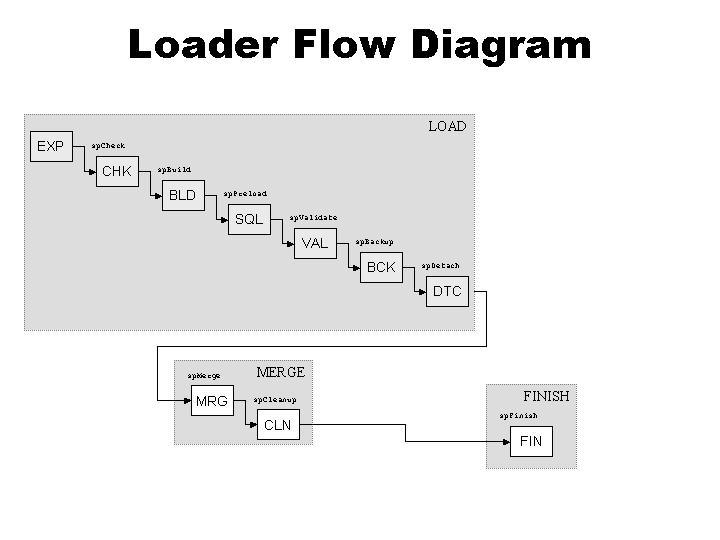 Loader Flow Diagram
LOAD
EXP
spCheck
CHK
spBuild
BLD
spPreload
SQL
spValidate
VAL
spBackup
BCK
spDetach
DTC
MERGE
spMerge
MRG
spCleanup
CLN
FINISH
spFinish
FIN